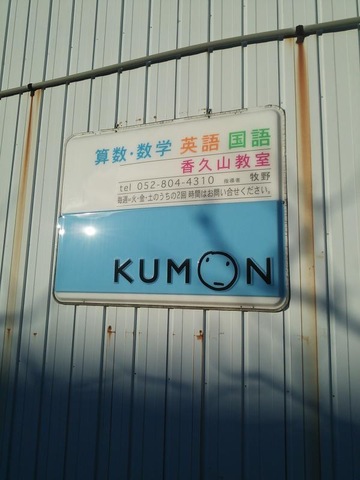 算数・数学 英語 国語
香久山教室
tel 052-804-4310 指導者 牧野
毎週=火・金・土のうちの2回 時間はお問い合せください。
KUMON